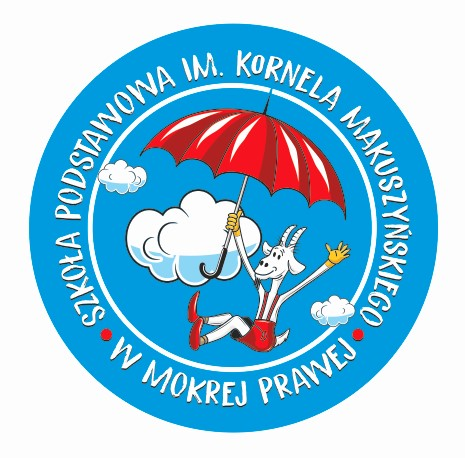 SZKOŁA PODSTAWOWA IM. KORNELA MAKUSZYŃSKIEGO
W MOKREJ PRAWEJ